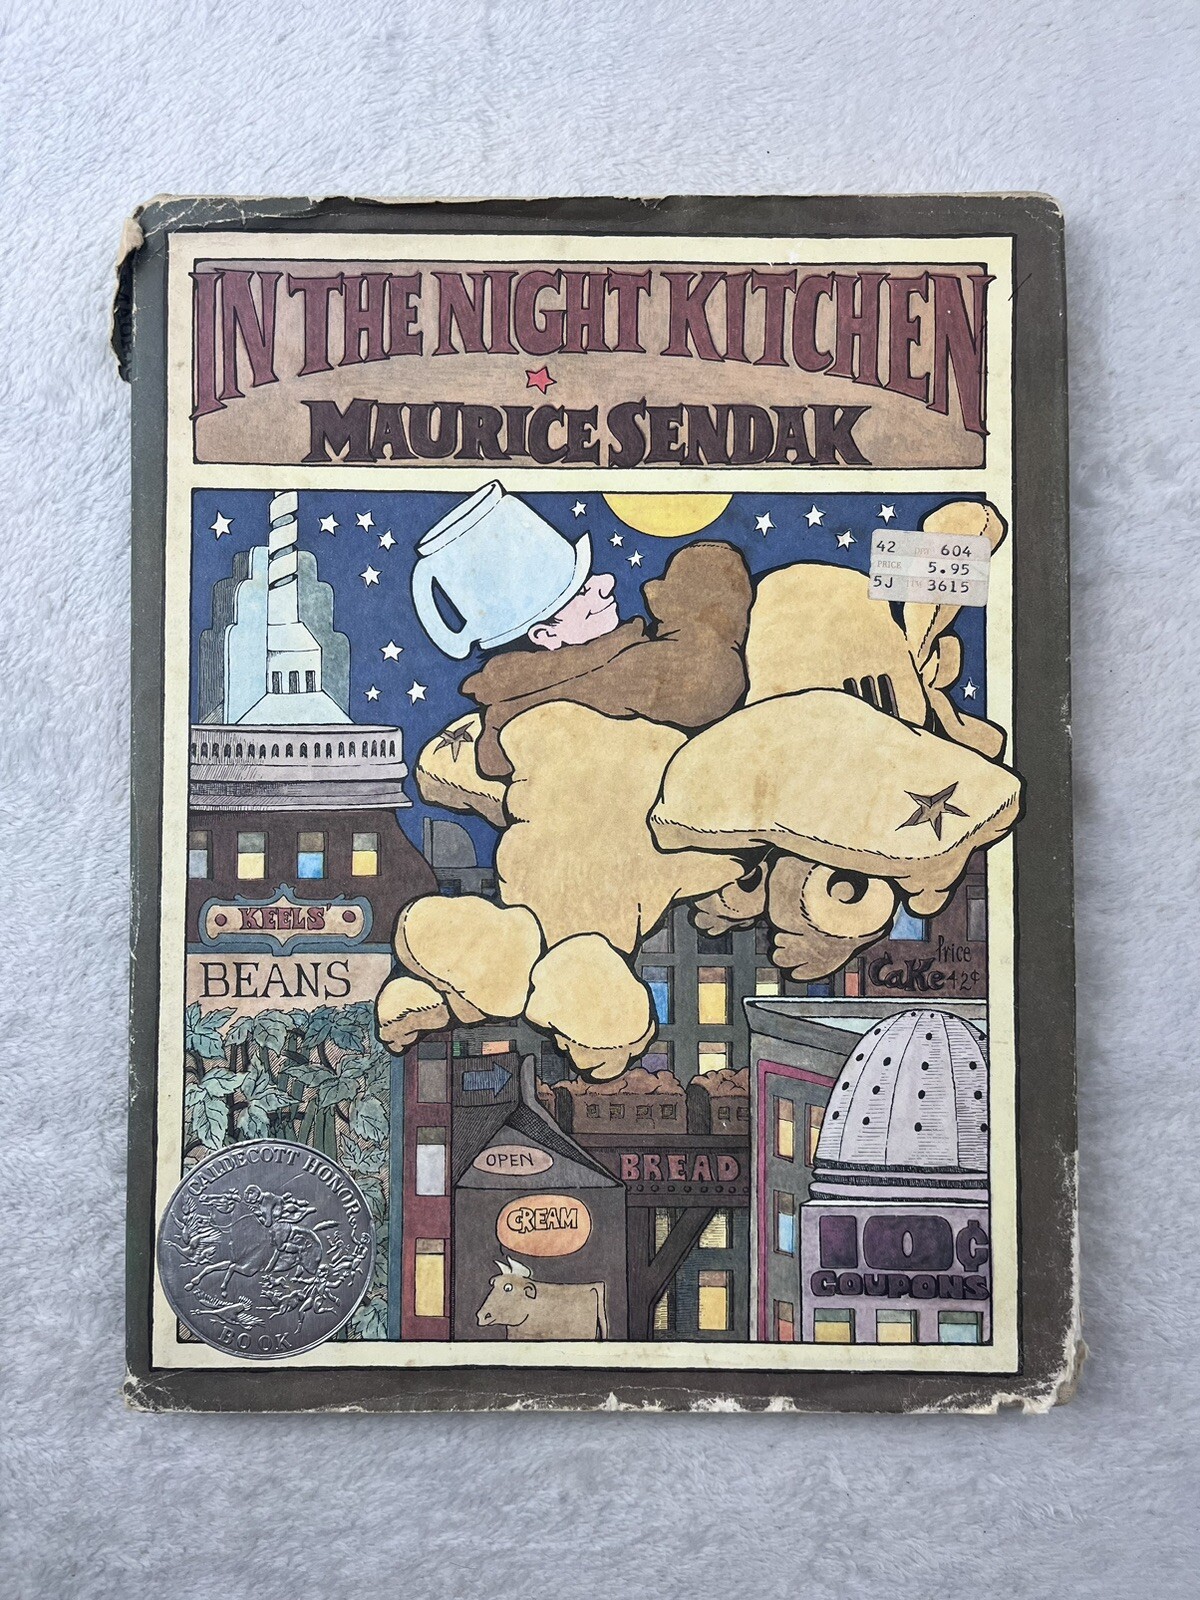 IN THE NIGHT KITCHEN
MAURICE SENDAK
42 604
PRICE 5.95
5J 3615
KEELS'
BEANS
Price
CaKe 42¢
OPEN
CREAM
BREAD
10¢
COUPONS
CALDECOTT HONOR
BOOK